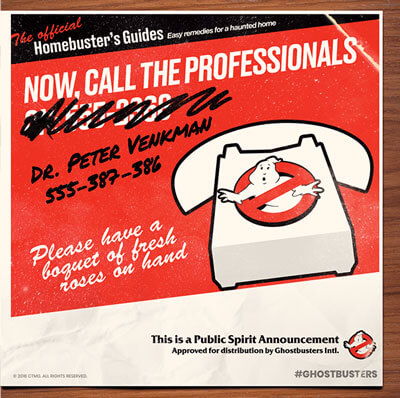 The official
Homebuster's Guides Easy remedies for a haunted home
NOW, CALL THE PROFESSIONALS
DR. PETER VENKMAN
555-387-386
Please have a
boquet of fresh
roses on hand
This is a Public Spirit Announcement
Approved for distribution by Ghostbusters Intl.
© 2016 CTMG. ALL RIGHTS RESERVED.
#GHOSTBUSTERS